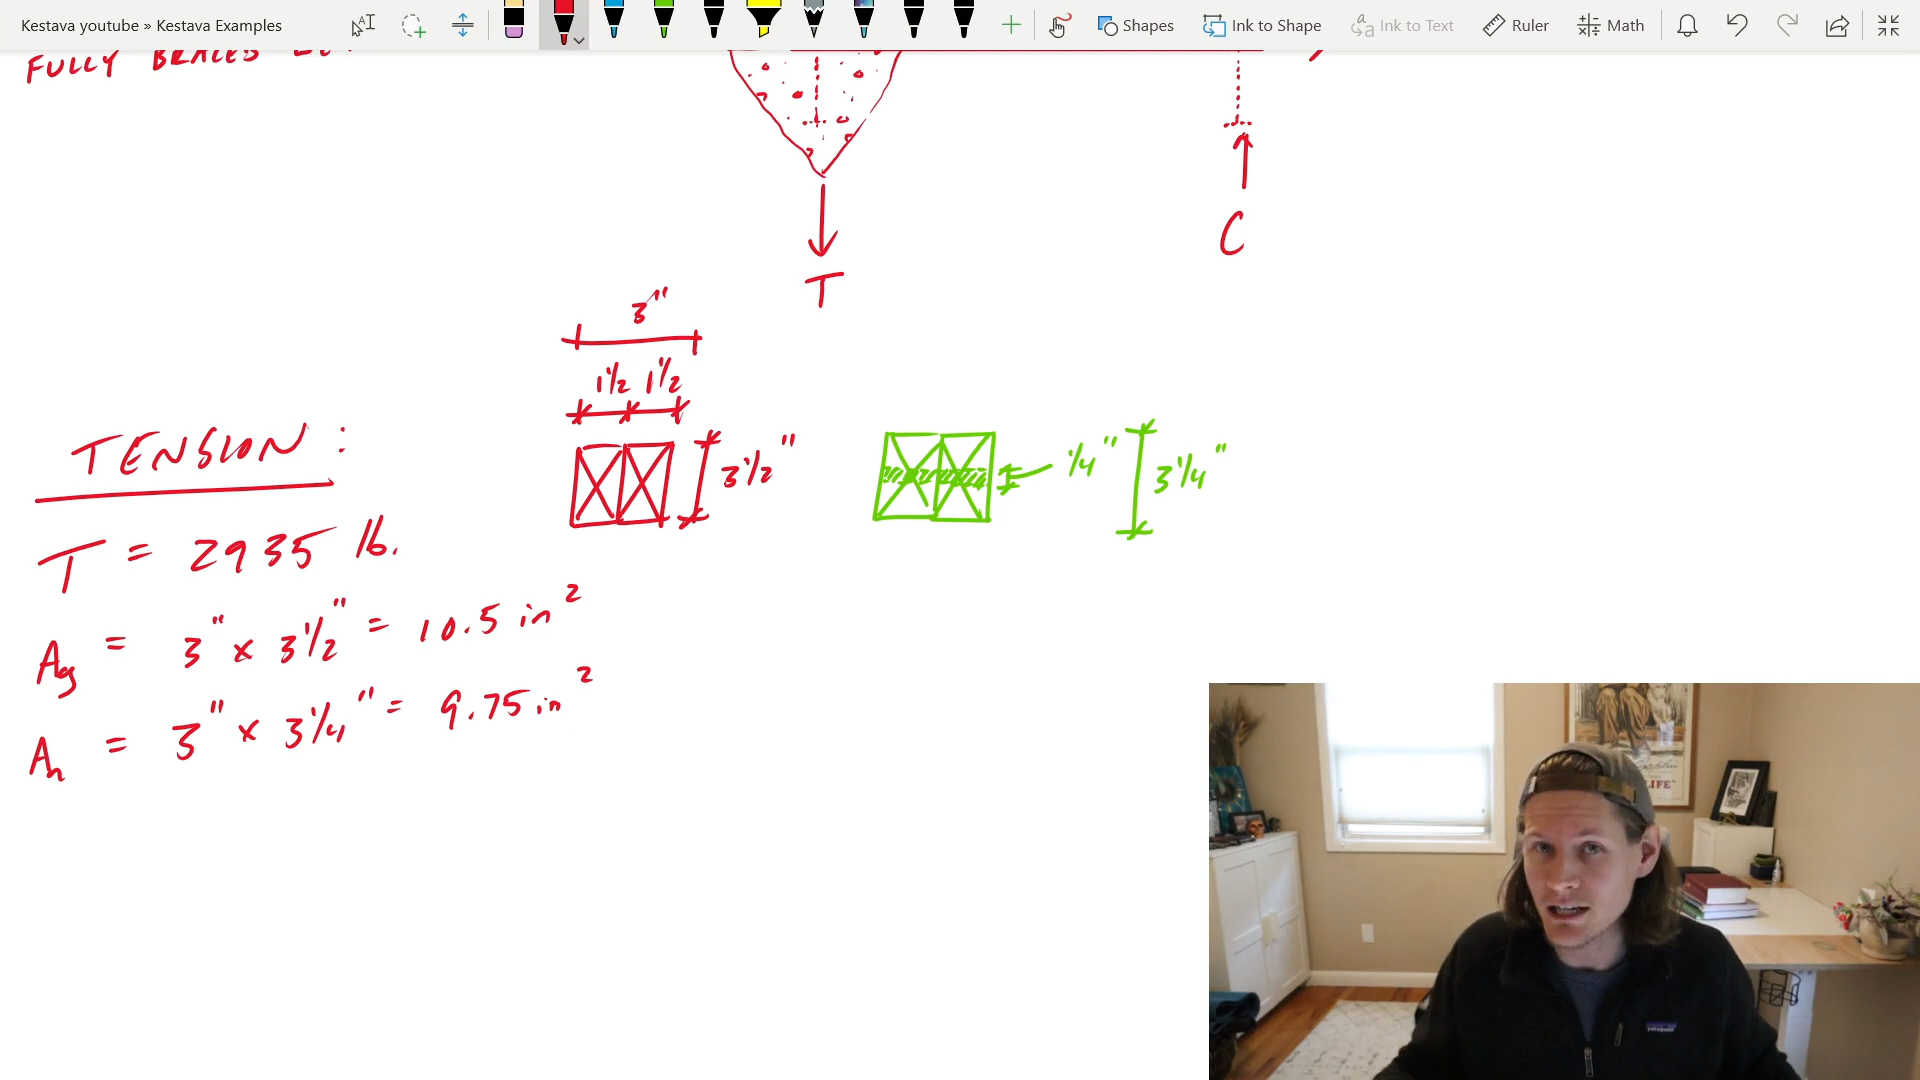 Kestava youtube » Kestava Examples
Shapes
Ink to Shape
Ink to Text
Ruler
Math
FULLY
T
C
3"
1½ 1½
3½"
¼"
3¼"
TENSION:
T = 2935 lb.
Ag = 3" x 3½" = 10.5 in²
An = 3" x 3¼" = 9.75 in²
LIFE"
patagonia